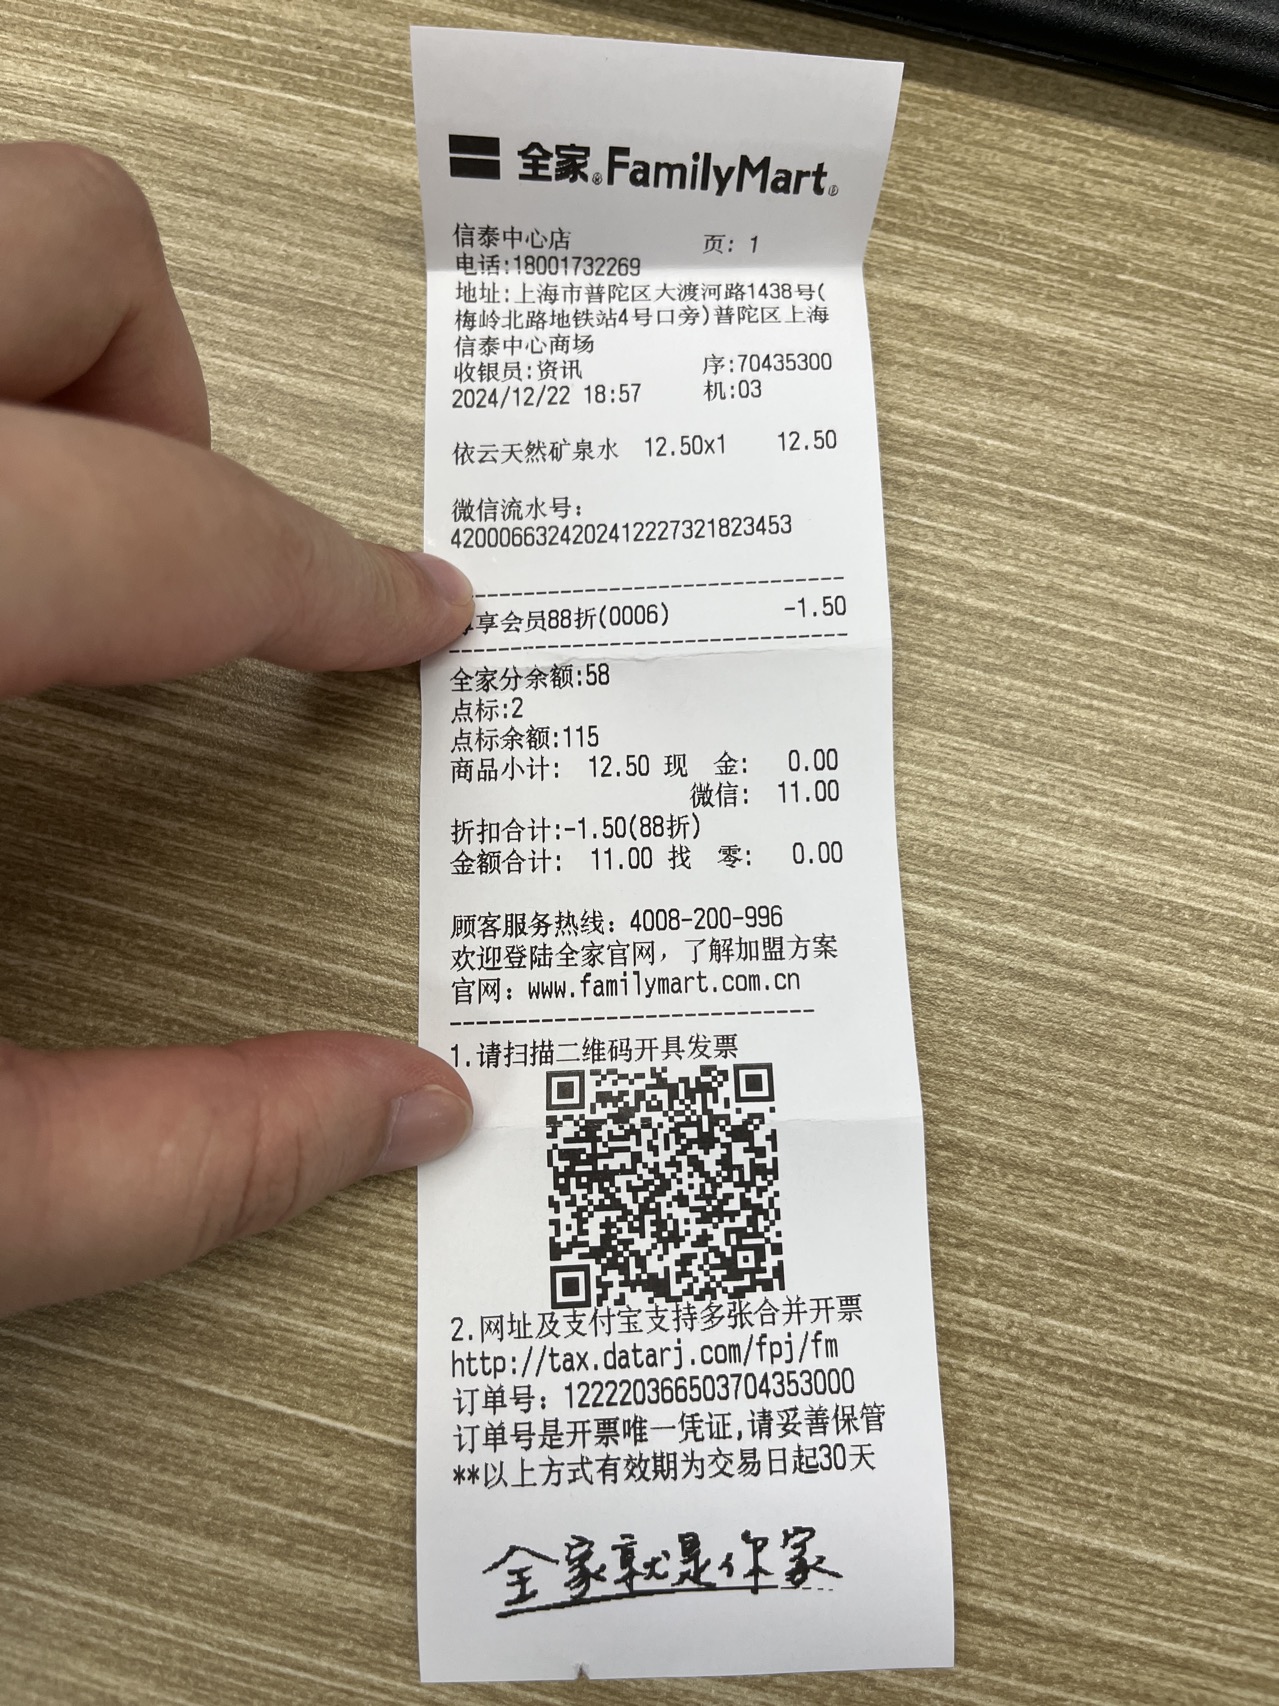 全家®FamilyMart®
信泰中心店 页: 1
电话:18001732269
地址:上海市普陀区大渡河路1438号(
梅岭北路地铁站4号口旁)普陀区上海
信泰中心商场
收银员:资讯 序:70435300
2024/12/22 18:57 机:03
依云天然矿泉水 12.50x1 12.50
微信流水号:
4200066324202412227321823453
享会员88折(0006) -1.50
全家分余额:58
点标:2
点标余额:115
商品小计: 12.50 现 金: 0.00
微信: 11.00
折扣合计:-1.50(88折)
金额合计: 11.00 找 零: 0.00
顾客服务热线: 4008-200-996
欢迎登陆全家官网, 了解加盟方案
官网: www.familymart.com.cn
1.请扫描二维码开具发票
2.网址及支付宝支持多张合并开票
http://tax.datarj.com/fpj/fm
订单号: 122220366503704353000
订单号是开票唯一凭证,请妥善保管
**以上方式有效期为交易日起30天
全家就是你家